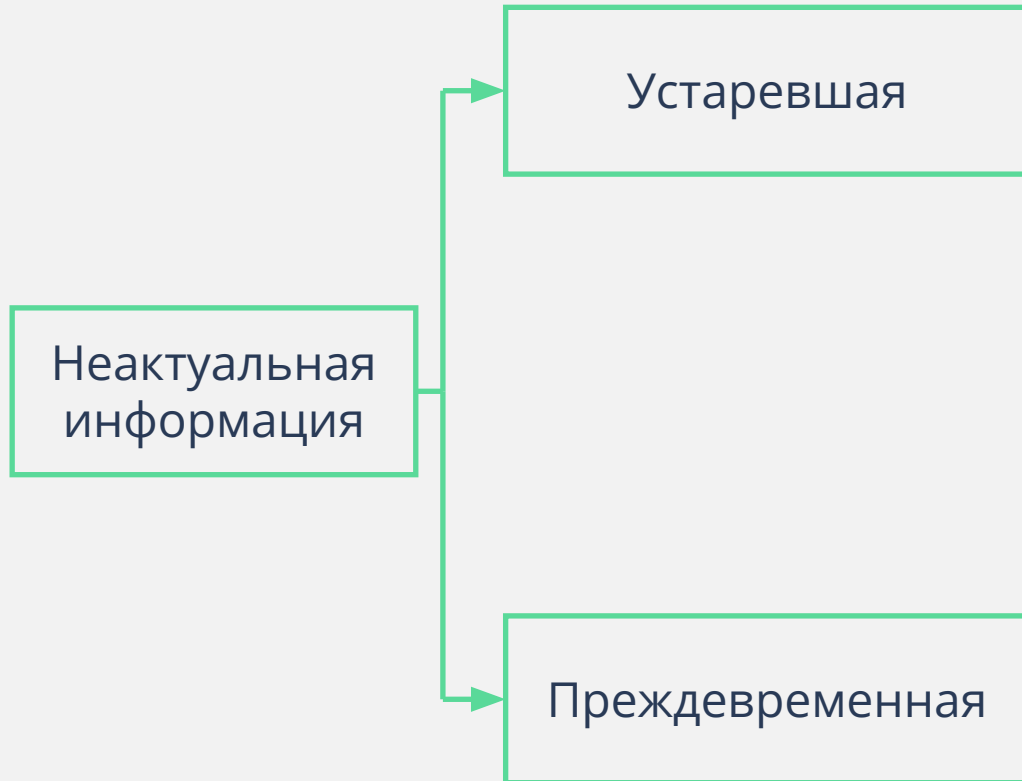 Устаревшая
Неактуальная
информация
Преждевременная